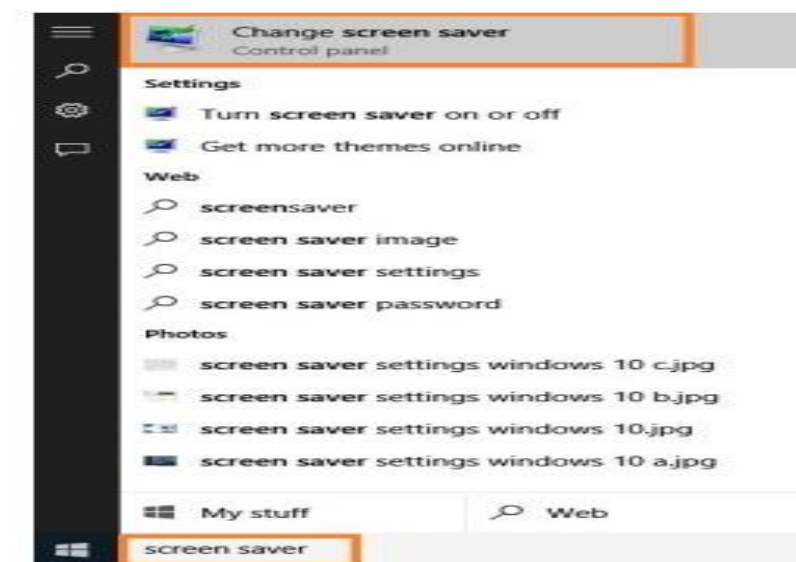 Change screen saver
Control panel
Settings
Turn screen saver on or off
Get more themes online
Web
screensaver
screen saver image
screen saver settings
screen saver password
Photos
screen saver settings windows 10 c.jpg
screen saver settings windows 10 b.jpg
screen saver settings windows 10.jpg
screen saver settings windows 10 a.jpg
My stuff Web
screen saver